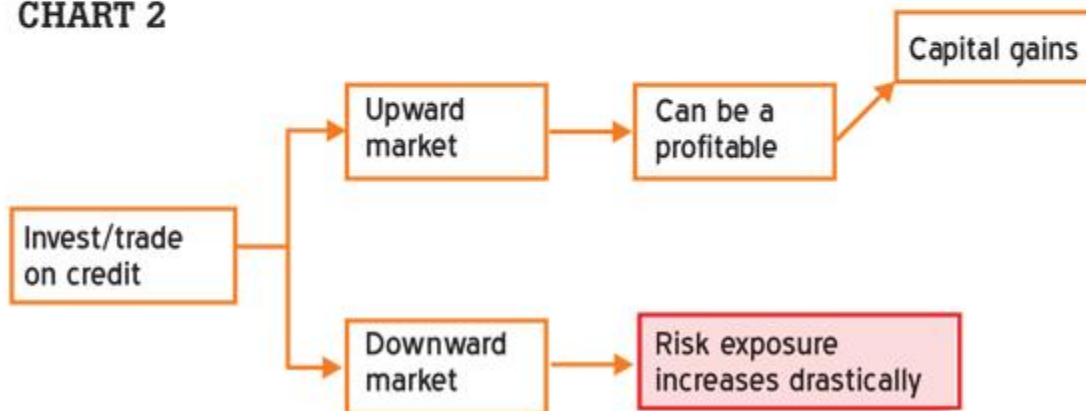 CHART 2
Capital gains
Upward
market
Can be a
profitable
Invest/trade
on credit
Downward
market
Risk exposure
increases drastically